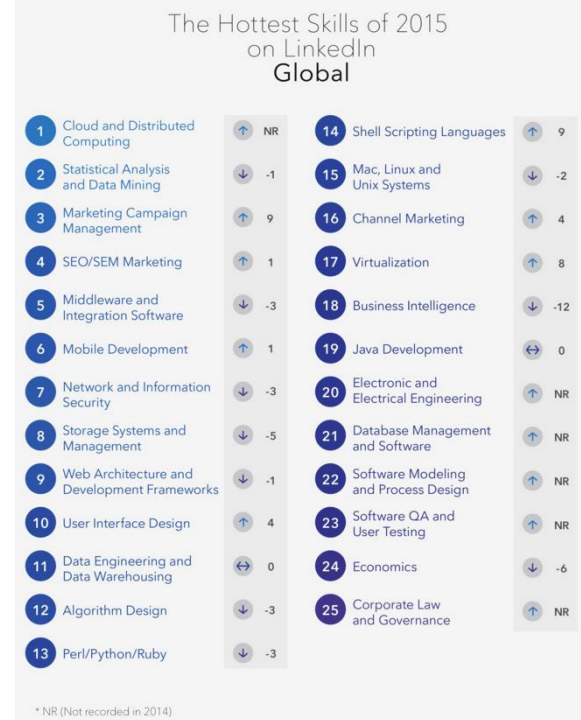 The Hottest Skills of 2015
on LinkedIn
Global
1 Cloud and Distributed ↑ NR
Computing
2 Statistical Analysis ↓ -1
and Data Mining
3 Marketing Campaign ↑ 9
Management
4 SEO/SEM Marketing ↑ 1
5 Middleware and ↓ -3
Integration Software
6 Mobile Development ↑ 1
7 Network and Information ↓ -3
Security
8 Storage Systems and ↓ -5
Management
9 Web Architecture and ↓ -1
Development Frameworks
10 User Interface Design ↑ 4
11 Data Engineering and ↔ 0
Data Warehousing
12 Algorithm Design ↓ -3
13 Perl/Python/Ruby ↓ -3
14 Shell Scripting Languages ↑ 9
15 Mac, Linux and ↓ -2
Unix Systems
16 Channel Marketing ↑ 4
17 Virtualization ↑ 8
18 Business Intelligence ↓ -12
19 Java Development ↔ 0
20 Electronic and ↑ NR
Electrical Engineering
21 Database Management ↑ NR
and Software
22 Software Modeling ↑ NR
and Process Design
23 Software QA and ↑ NR
User Testing
24 Economics ↓ -6
25 Corporate Law ↑ NR
and Governance
* NR (Not recorded in 2014)